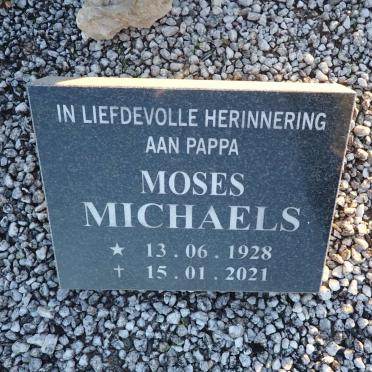 IN LIEFDEVOLLE HERINNERING
AAN PAPPA
MOSES
MICHAELS
★ 13.06.1928
✝ 15.01.2021